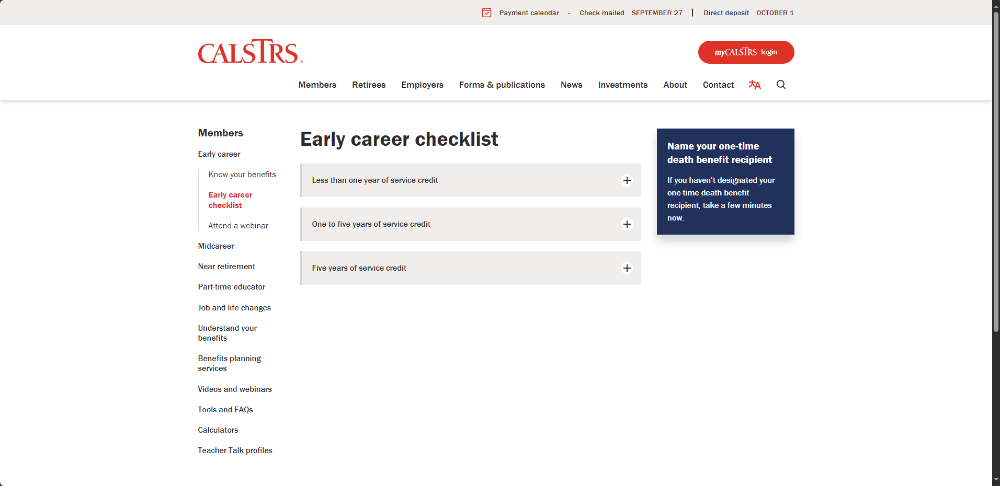 Payment calendar - Check mailed SEPTEMBER 27 | Direct deposit OCTOBER 1
CALSTRS®
myCALSTRS login
Members Retirees Employers Forms & publications News Investments About Contact
Members
Early career
Know your benefits
Early career
checklist
Attend a webinar
Midcareer
Near retirement
Part-time educator
Job and life changes
Understand your
benefits
Benefits planning
services
Videos and webinars
Tools and FAQs
Calculators
Teacher Talk profiles
Early career checklist
Less than one year of service credit
One to five years of service credit
Five years of service credit
Name your one-time
death benefit recipient
If you haven’t designated your
one-time death benefit
recipient, take a few minutes
now.